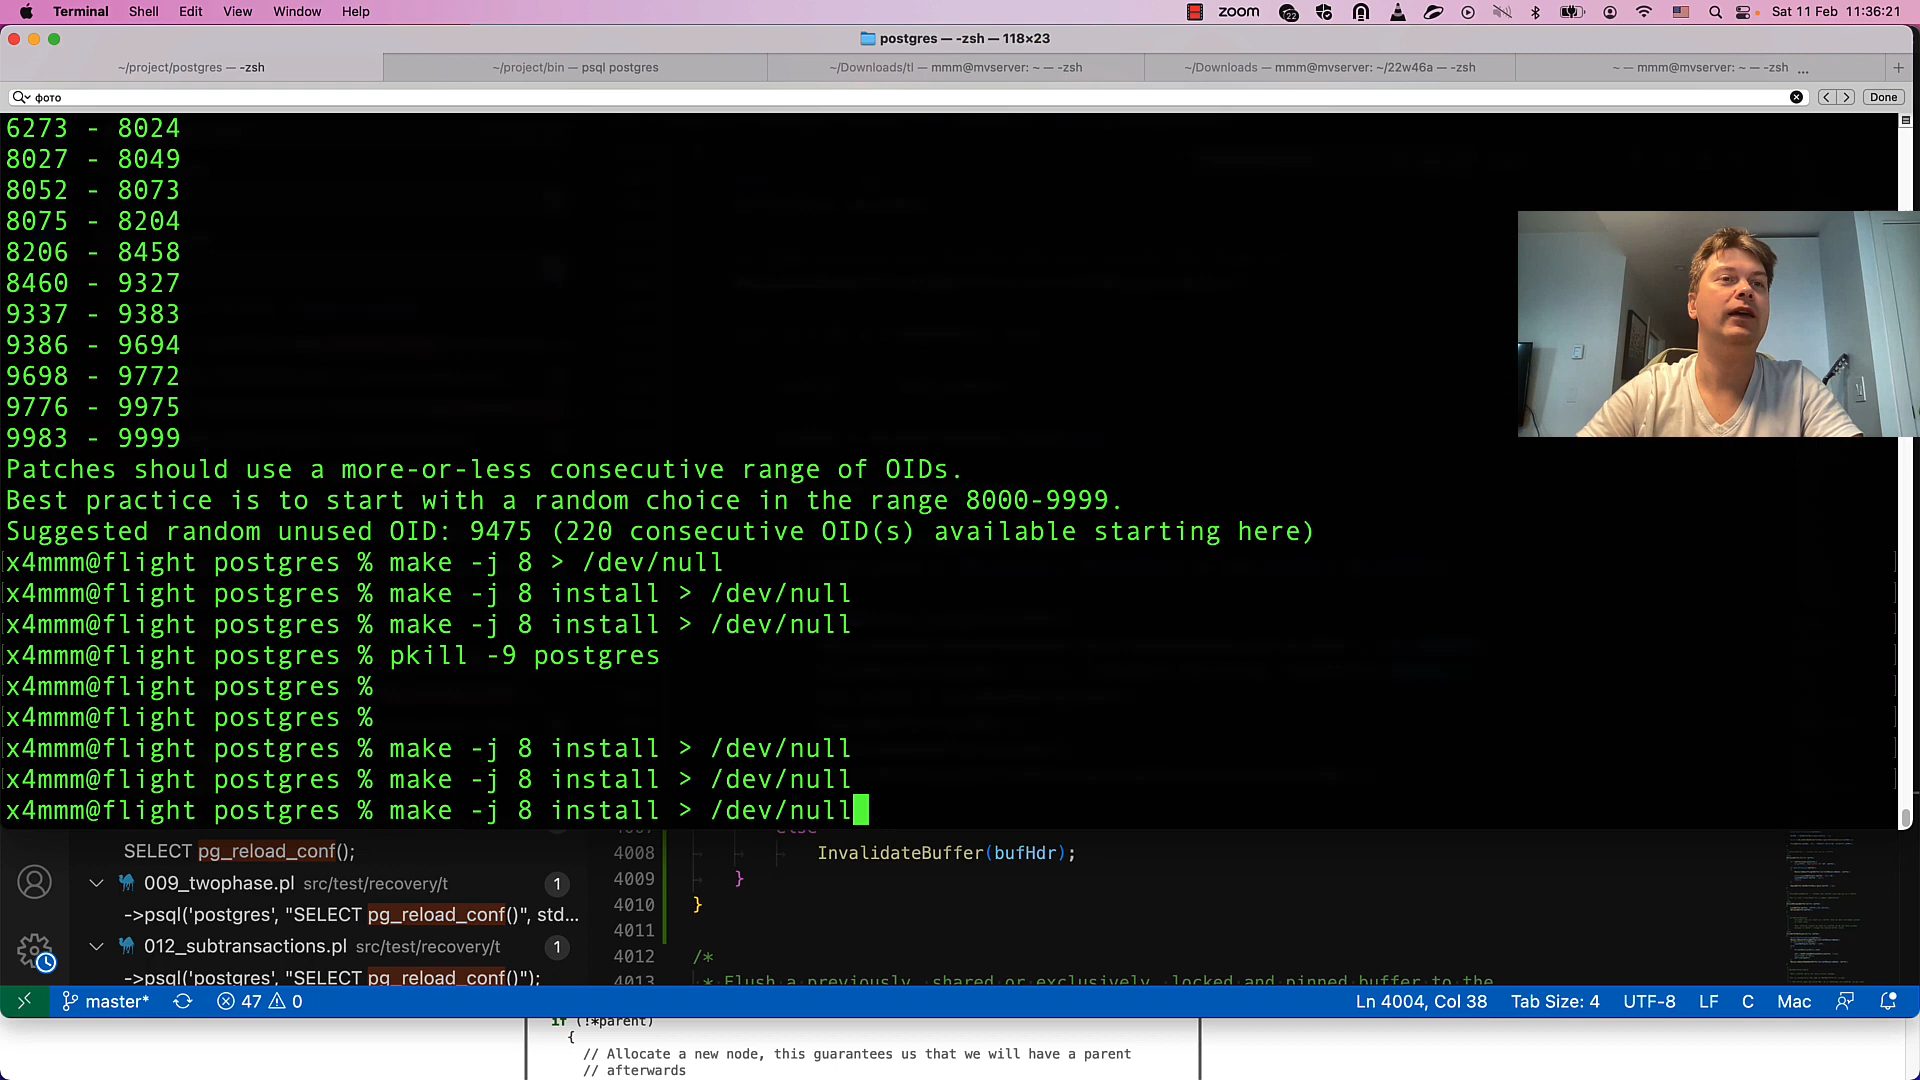 Terminal Shell Edit View Window Help zoom 22 Sat 11 Feb 11:36:21
postgres — -zsh — 118×23
~/project/postgres — -zsh
~/project/bin — psql postgres
~/Downloads/tl — mmm@mvserver: ~ — -zsh
~/Downloads — mmm@mvserver: ~/22w46a — -zsh
~ — mmm@mvserver: ~ — -zsh ...
фото
Done
6273 - 8024
8027 - 8049
8052 - 8073
8075 - 8204
8206 - 8458
8460 - 9327
9337 - 9383
9386 - 9694
9698 - 9772
9776 - 9975
9983 - 9999
Patches should use a more-or-less consecutive range of OIDs.
Best practice is to start with a random choice in the range 8000-9999.
Suggested random unused OID: 9475 (220 consecutive OID(s) available starting here)
x4mmm@flight postgres % make -j 8 > /dev/null
x4mmm@flight postgres % make -j 8 install > /dev/null
x4mmm@flight postgres % make -j 8 install > /dev/null
x4mmm@flight postgres % pkill -9 postgres
x4mmm@flight postgres %
x4mmm@flight postgres %
x4mmm@flight postgres % make -j 8 install > /dev/null
x4mmm@flight postgres % make -j 8 install > /dev/null
x4mmm@flight postgres % make -j 8 install > /dev/null
SELECT pg_reload_conf();
009_twophase.pl src/test/recovery/t 1
->psql('postgres', "SELECT pg_reload_conf()", std...
012_subtransactions.pl src/test/recovery/t 1
->psql('postgres', "SELECT pg_reload_conf()");
else
4008 InvalidateBuffer(bufHdr);
4009 }
4010 }
4011
4012 /*
4013 * Flush a previously, shared or exclusively, locked and pinned buffer to the
master* 47 0 Ln 4004, Col 38 Tab Size: 4 UTF-8 LF C Mac
if (!*parent)
{
// Allocate a new node, this guarantees us that we will have a parent
// afterwards